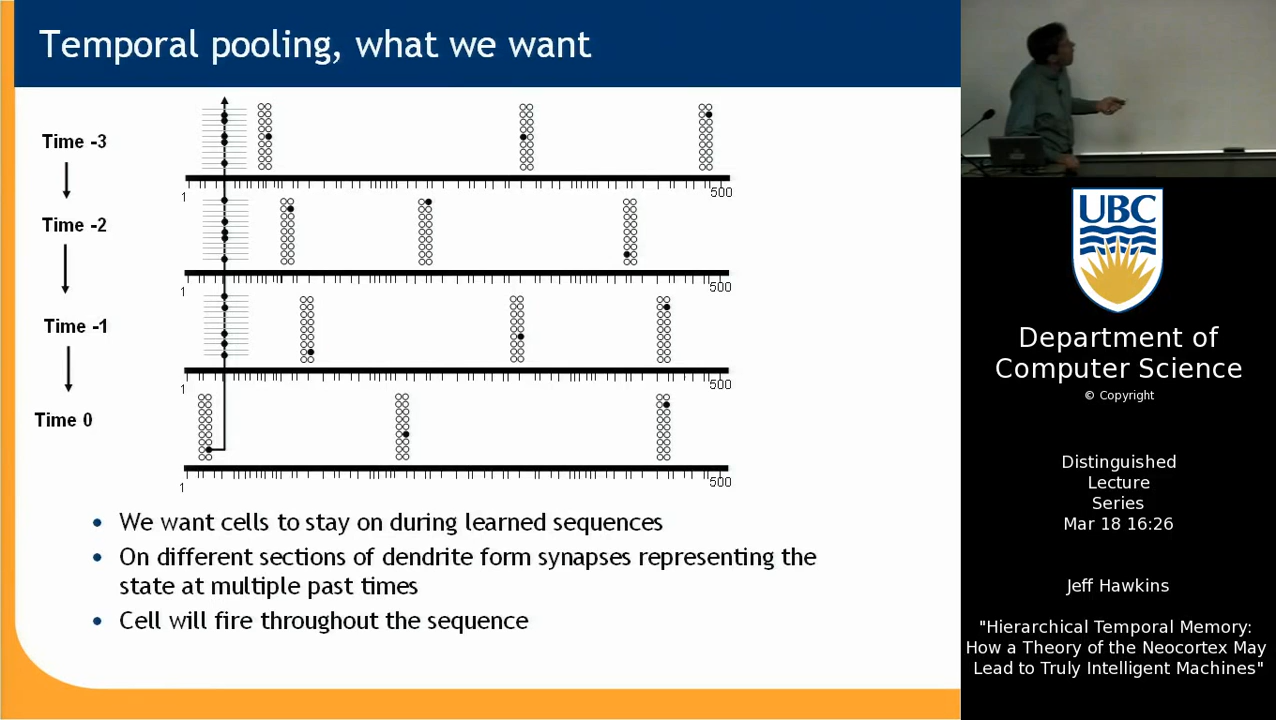 Temporal pooling, what we want
Time -3
1
500
Time -2
1
500
Time -1
1
500
Time 0
1
500
• We want cells to stay on during learned sequences
• On different sections of dendrite form synapses representing the
state at multiple past times
• Cell will fire throughout the sequence
UBC
Department of
Computer Science
© Copyright
Distinguished
Lecture
Series
Mar 18 16:26
Jeff Hawkins
"Hierarchical Temporal Memory:
How a Theory of the Neocortex May
Lead to Truly Intelligent Machines"